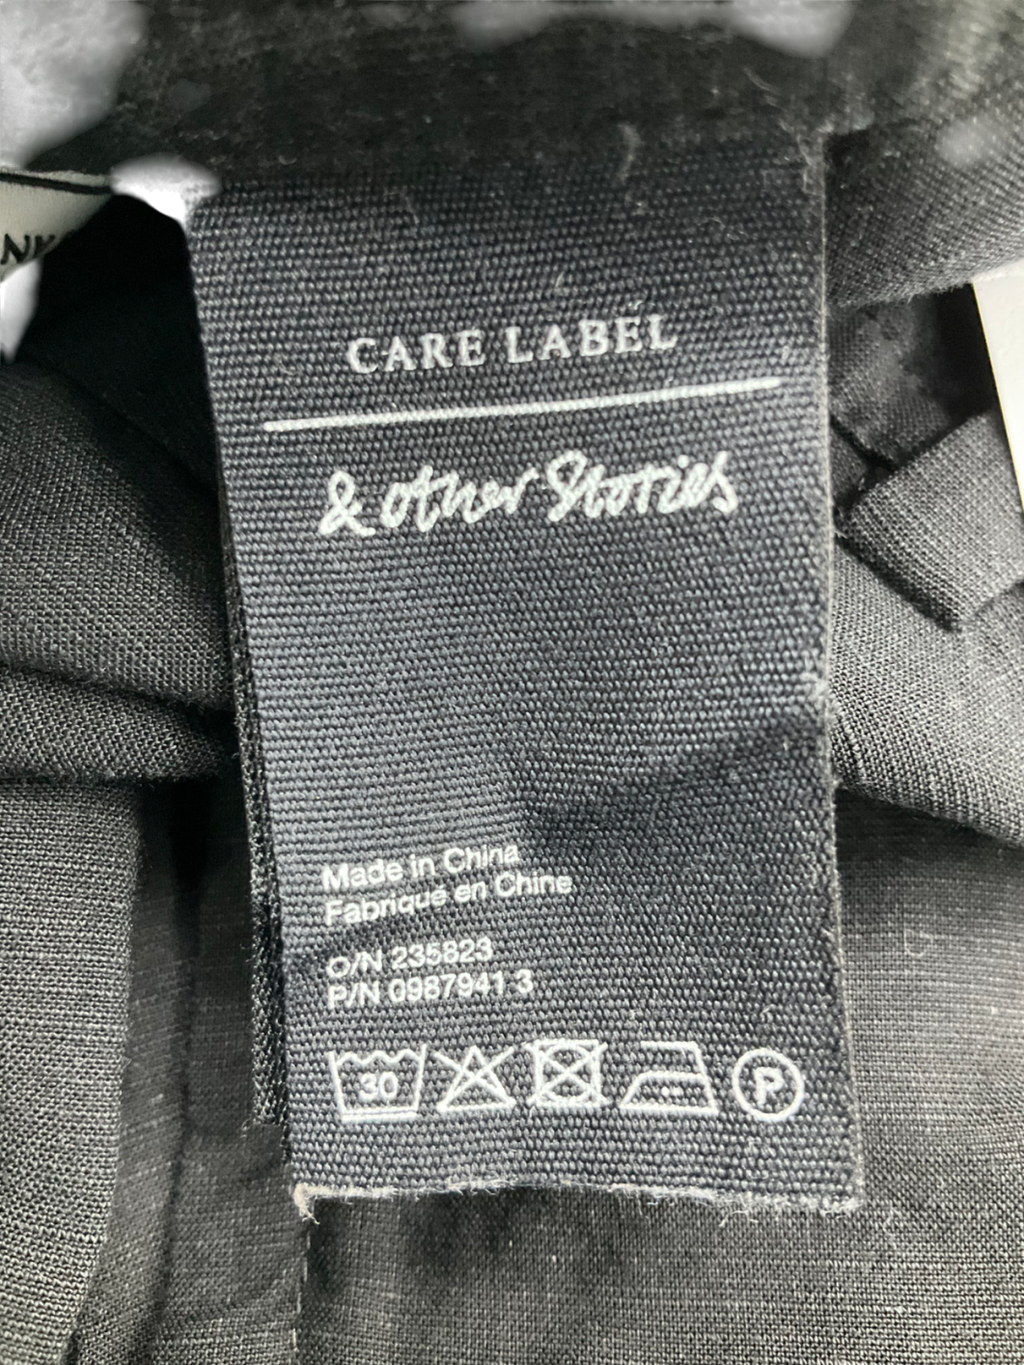 CARE LABEL
& other Stories
Made in China
Fabriqué en Chine
O/N 235823
P/N 0987941 3
30
P